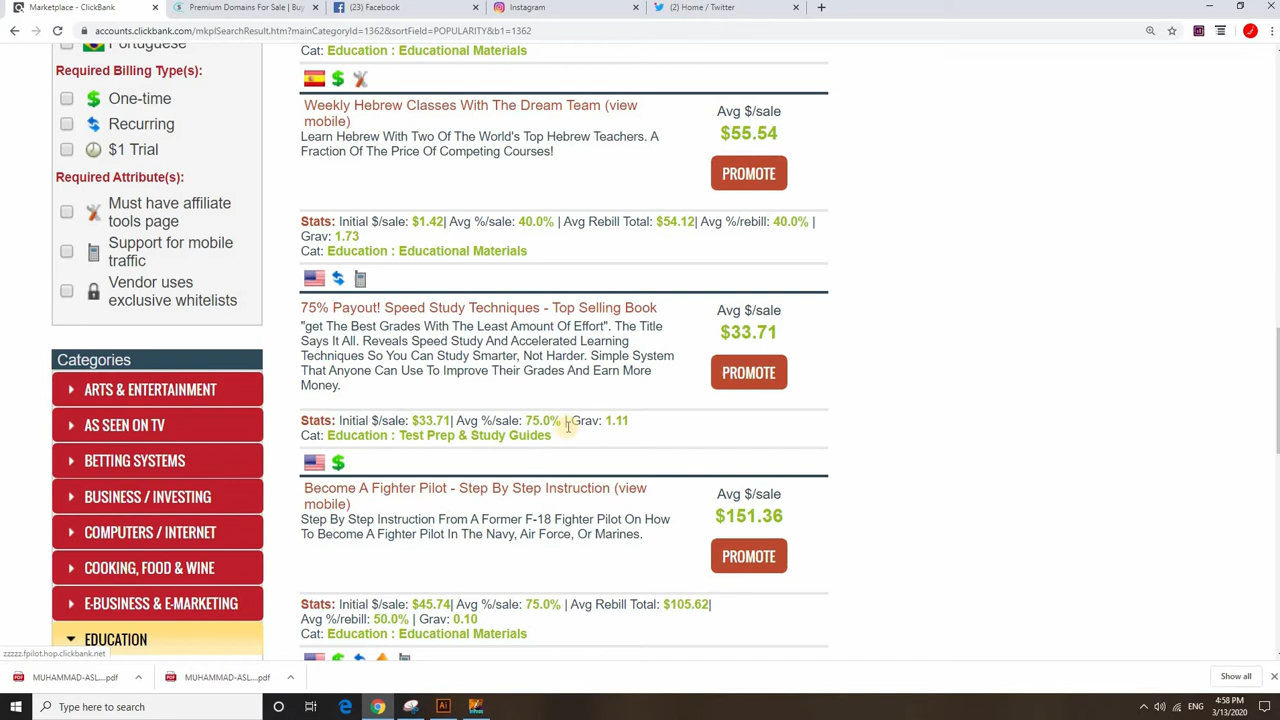 Marketplace - ClickBank
Premium Domains For Sale | Buy
(23) Facebook
Instagram
(2) Home / Twitter
accounts.clickbank.com/mkplSearchResult.htm?mainCategoryId=1362&sortField=POPULARITY&b1=1362
Portuguese
Required Billing Type(s):
One-time
Recurring
$1 Trial
Required Attribute(s):
Must have affiliate
tools page
Support for mobile
traffic
Vendor uses
exclusive whitelists
Categories
ARTS & ENTERTAINMENT
AS SEEN ON TV
BETTING SYSTEMS
BUSINESS / INVESTING
COMPUTERS / INTERNET
COOKING, FOOD & WINE
E-BUSINESS & E-MARKETING
EDUCATION
Cat: Education : Educational Materials
Weekly Hebrew Classes With The Dream Team (view
mobile)
Learn Hebrew With Two Of The World's Top Hebrew Teachers. A
Fraction Of The Price Of Competing Courses!
Avg $/sale
$55.54
PROMOTE
Stats: Initial $/sale: $1.42| Avg %/sale: 40.0% | Avg Rebill Total: $54.12| Avg %/rebill: 40.0% |
Grav: 1.73
Cat: Education : Educational Materials
75% Payout! Speed Study Techniques - Top Selling Book
"get The Best Grades With The Least Amount Of Effort". The Title
Says It All. Reveals Speed Study And Accelerated Learning
Techniques So You Can Study Smarter, Not Harder. Simple System
That Anyone Can Use To Improve Their Grades And Earn More
Money.
Avg $/sale
$33.71
PROMOTE
Stats: Initial $/sale: $33.71| Avg %/sale: 75.0% | Grav: 1.11
Cat: Education : Test Prep & Study Guides
Become A Fighter Pilot - Step By Step Instruction (view
mobile)
Step By Step Instruction From A Former F-18 Fighter Pilot On How
To Become A Fighter Pilot In The Navy, Air Force, Or Marines.
Avg $/sale
$151.36
PROMOTE
Stats: Initial $/sale: $45.74| Avg %/sale: 75.0% | Avg Rebill Total: $105.62|
Avg %/rebill: 50.0% | Grav: 0.10
Cat: Education : Educational Materials
zzzzz.fpilot.hop.clickbank.net
MUHAMMAD-ASL....pdf
MUHAMMAD-ASL....pdf
Show all
Type here to search
ENG
4:58 PM
3/13/2020